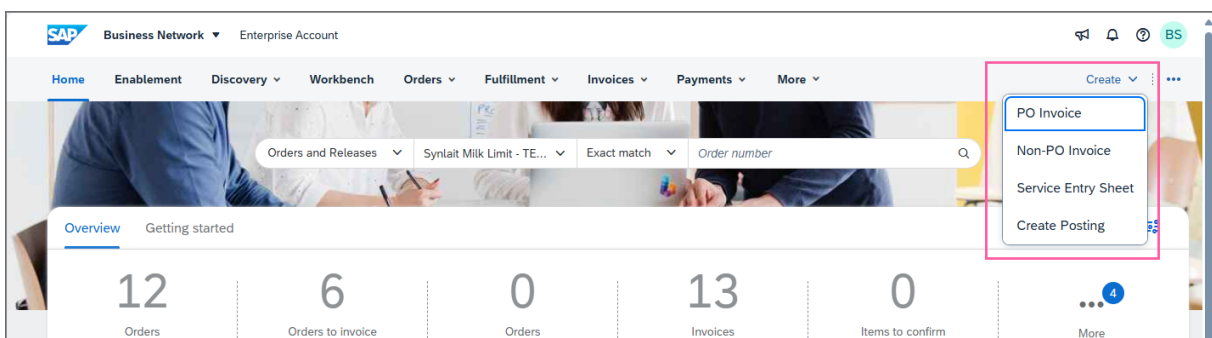 SAP Business Network Enterprise Account BS
Home Enablement Discovery Workbench Orders Fulfillment Invoices Payments More Create
PO Invoice
Non-PO Invoice
Service Entry Sheet
Create Posting
Orders and Releases Synlait Milk Limit - TE... Exact match Order number
Overview Getting started
12 6 0 13 0 ... 4
Orders Orders to invoice Orders Invoices Items to confirm More